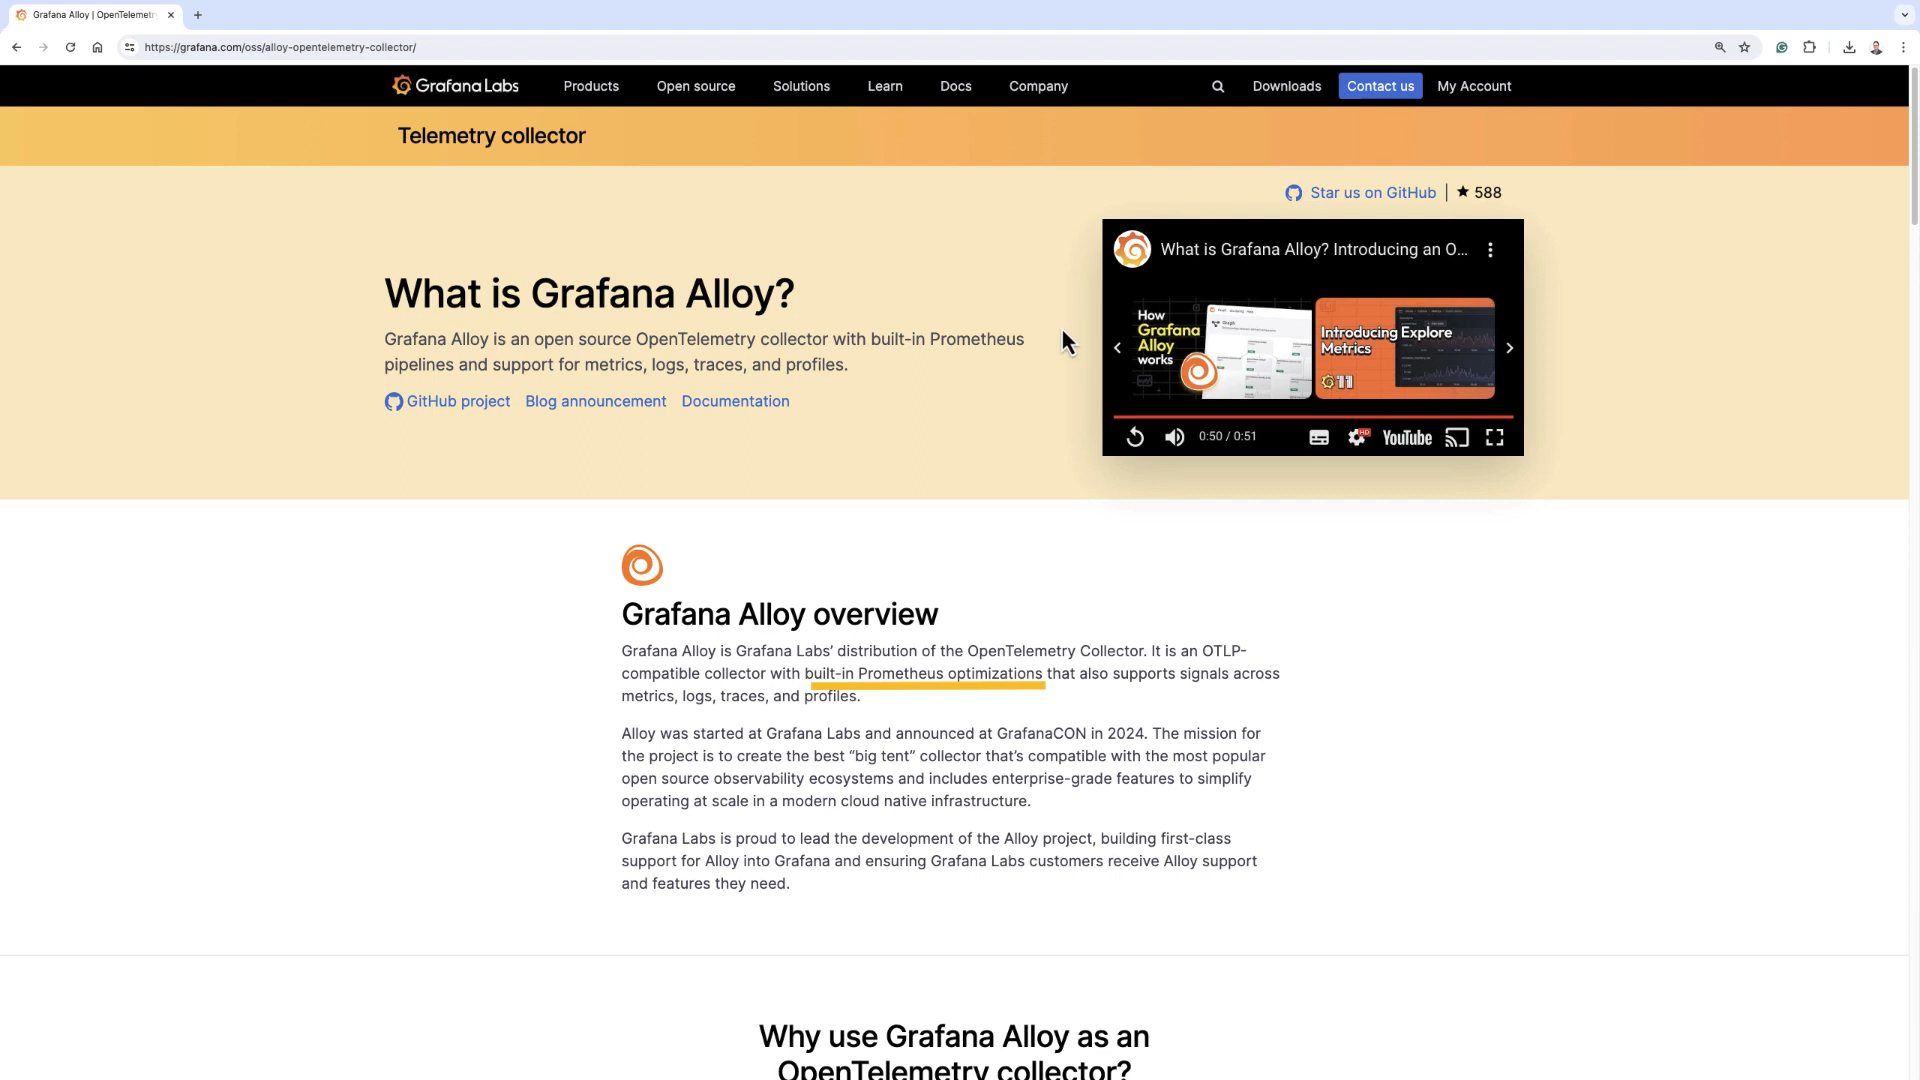 Grafana Alloy | OpenTelemetr
https://grafana.com/oss/alloy-opentelemetry-collector/
Grafana Labs
Products
Open source
Solutions
Learn
Docs
Company
Downloads
Contact us
My Account
Telemetry collector
Star us on GitHub | ★ 588
What is Grafana Alloy? Introducing an O...
How
Grafana
Alloy
works
Introducing Explore
Metrics
11
0:50 / 0:51
HD
YouTube
What is Grafana Alloy?
Grafana Alloy is an open source OpenTelemetry collector with built-in Prometheus
pipelines and support for metrics, logs, traces, and profiles.
GitHub project
Blog announcement
Documentation
Grafana Alloy overview
Grafana Alloy is Grafana Labs’ distribution of the OpenTelemetry Collector. It is an OTLP-
compatible collector with built-in Prometheus optimizations that also supports signals across
metrics, logs, traces, and profiles.
Alloy was started at Grafana Labs and announced at GrafanaCON in 2024. The mission for
the project is to create the best “big tent” collector that’s compatible with the most popular
open source observability ecosystems and includes enterprise-grade features to simplify
operating at scale in a modern cloud native infrastructure.
Grafana Labs is proud to lead the development of the Alloy project, building first-class
support for Alloy into Grafana and ensuring Grafana Labs customers receive Alloy support
and features they need.
Why use Grafana Alloy as an
OpenTelemetry collector?